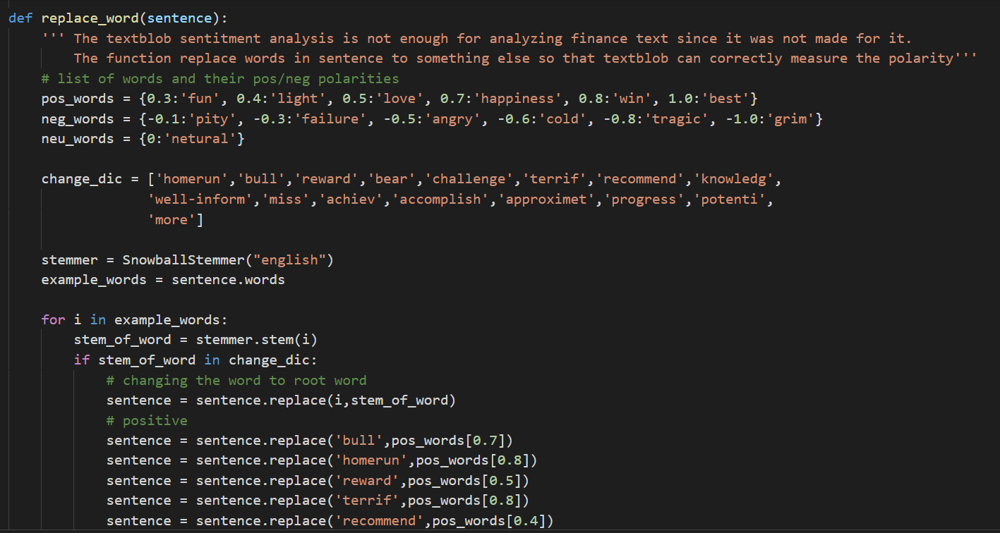 def replace_word(sentence):
    ''' The textblob sentitment analysis is not enough for analyzing finance text since it was not made for it.
        The function replace words in sentence to something else so that textblob can correctly measure the polarity'''
    # list of words and their pos/neg polarities
    pos_words = {0.3:'fun', 0.4:'light', 0.5:'love', 0.7:'happiness', 0.8:'win', 1.0:'best'}
    neg_words = {-0.1:'pity', -0.3:'failure', -0.5:'angry', -0.6:'cold', -0.8:'tragic', -1.0:'grim'}
    neu_words = {0:'netural'}
    change_dic = ['homerun','bull','reward','bear','challenge','terrif','recommend','knowledg',
                 'well-inform','miss','achiev','accomplish','approximet','progress','potenti',
                 'more']
    stemmer = SnowballStemmer("english")
    example_words = sentence.words
    for i in example_words:
        stem_of_word = stemmer.stem(i)
        if stem_of_word in change_dic:
            # changing the word to root word
            sentence = sentence.replace(i,stem_of_word)
            # positive
            sentence = sentence.replace('bull',pos_words[0.7])
            sentence = sentence.replace('homerun',pos_words[0.8])
            sentence = sentence.replace('reward',pos_words[0.5])
            sentence = sentence.replace('terrif',pos_words[0.8])
            sentence = sentence.replace('recommend',pos_words[0.4])